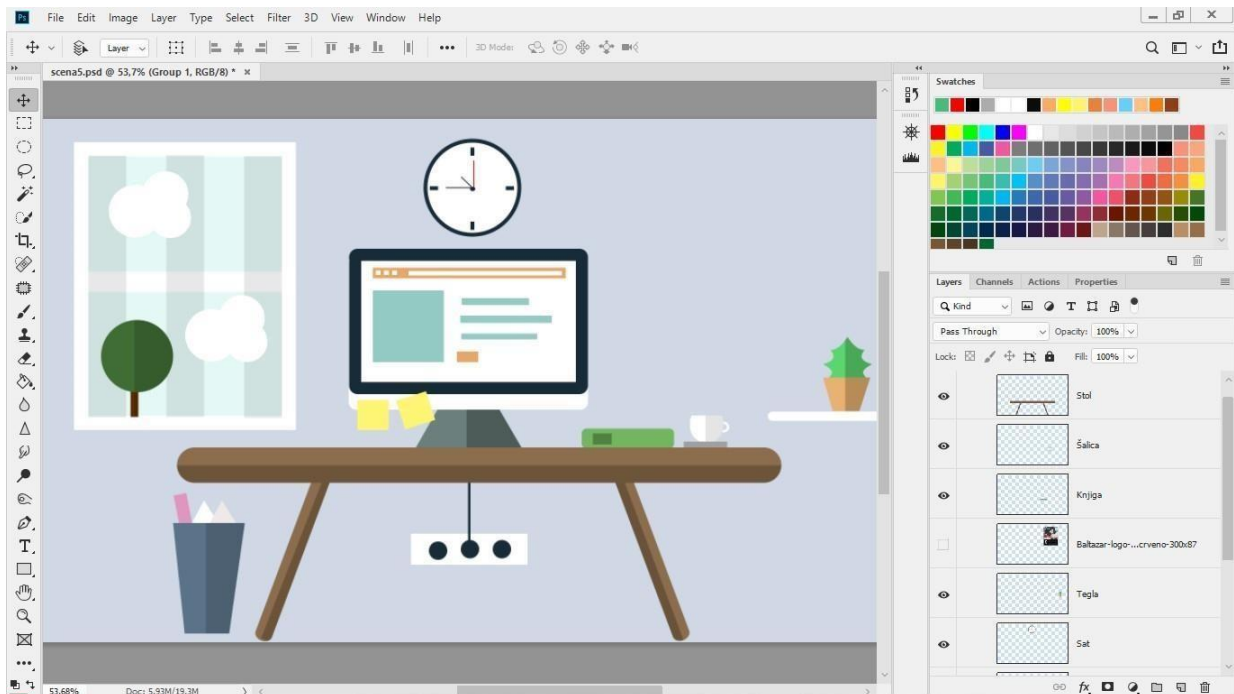 Ps File Edit Image Layer Type Select Filter 3D View Window Help
Layer 3D Mode:
scena5.psd @ 53,7% (Group 1, RGB/8) *
Swatches
Layers Channels Actions Properties
Kind
Pass Through Opacity: 100%
Lock: Fill: 100%
Stol
Šalica
Knjiga
Baltazar-logo-...crveno-300x87
Tegla
Sat
53,68% Doc: 5,93M/19,3M
fx